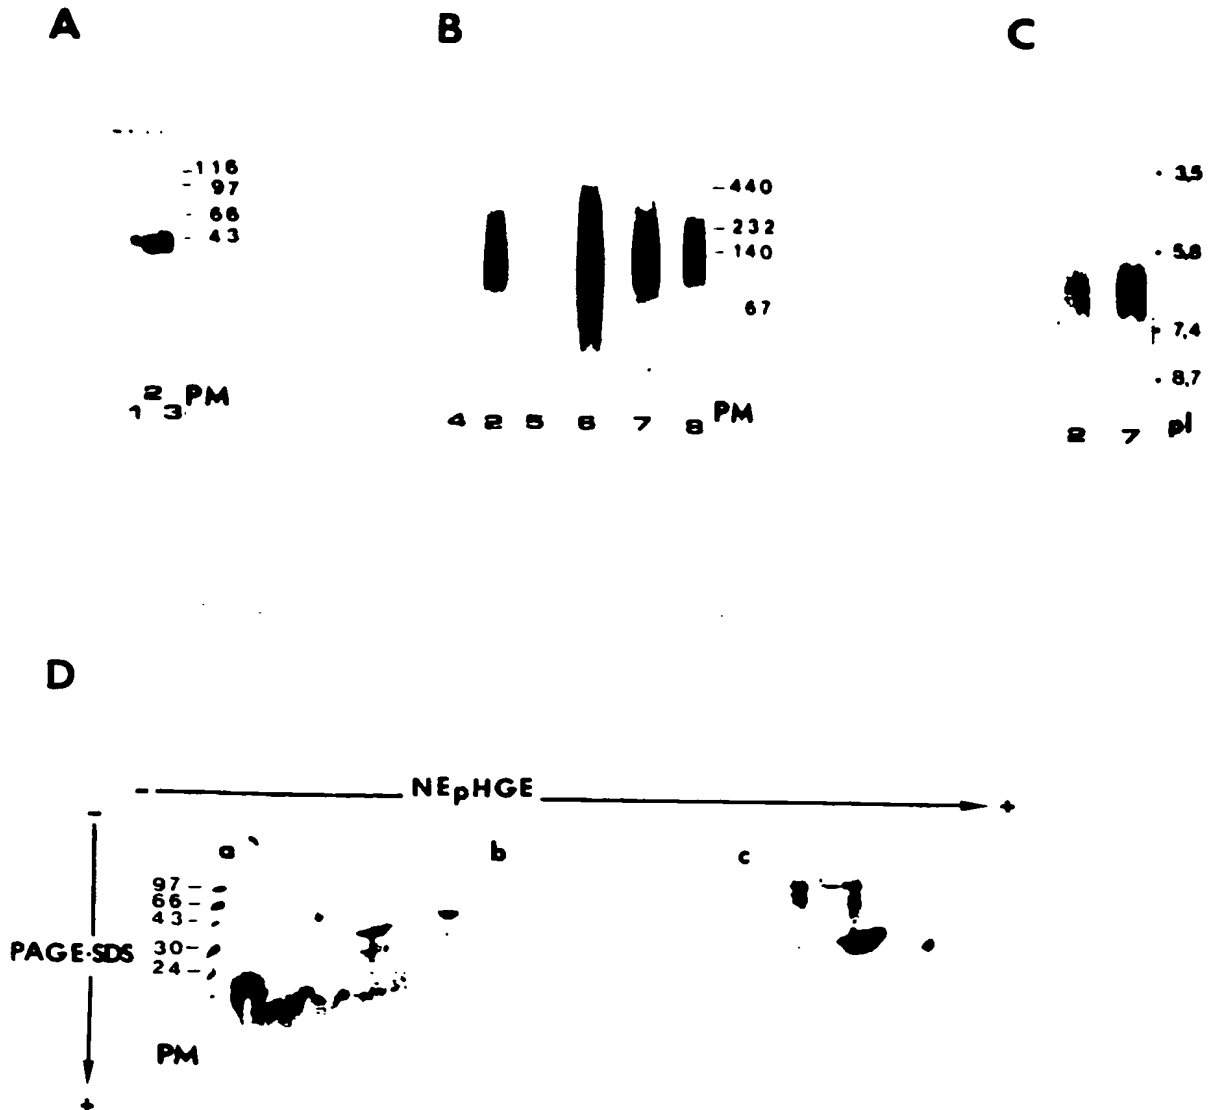 A
B
C
-116
- 97
- 66
- 43
1 2 3 PM
-440
-232
-140
67
4 2 5 6 7 8 PM
3,5
5,8
7,4
8,7
2 7 pI
D
- NEpHGE +
-
a b c
97-
66-
43-
30-
24-
PAGE-SDS
PM
+